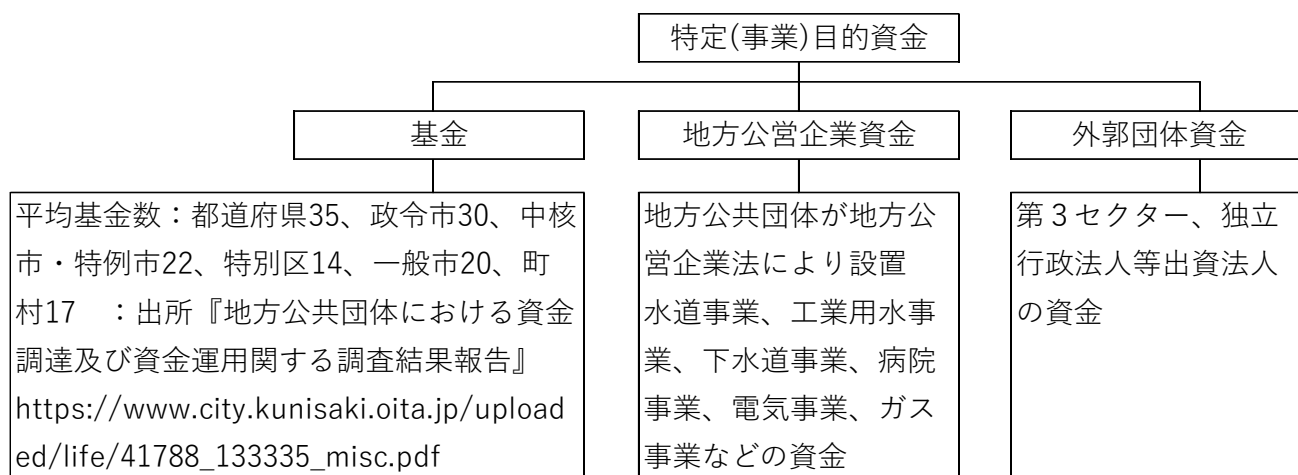 特定(事業)目的資金
基金
地方公営企業資金
外郭団体資金
平均基金数：都道府県35、政令市30、中核
市・特例市22、特別区14、一般市20、町
村17　：出所『地方公共団体における資金
調達及び資金運用関する調査結果報告』
https://www.city.kunisaki.oita.jp/upload
ed/life/41788_133335_misc.pdf
地方公共団体が地方公
営企業法により設置
水道事業、工業用水事
業、下水道事業、病院
事業、電気事業、ガス
事業などの資金
第３セクター、独立
行政法人等出資法人
の資金